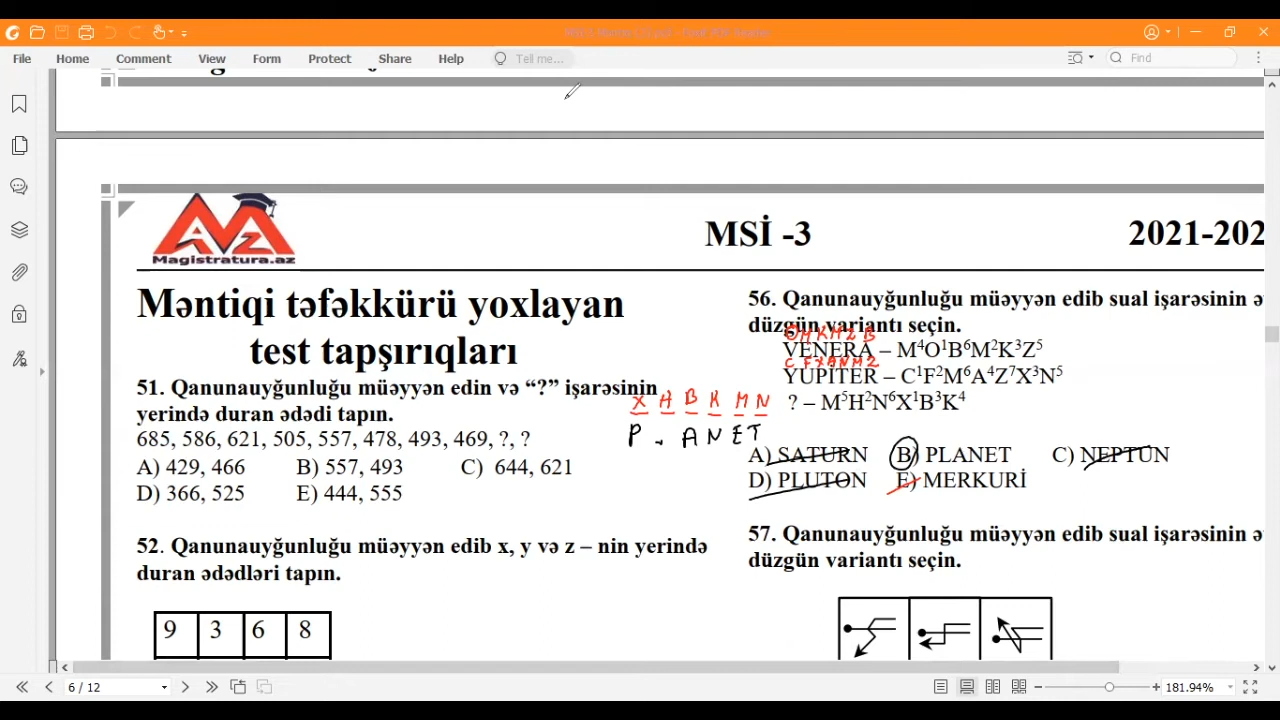 File Home Comment View Form Protect Share Help Tell me... Find
MSİ -3
2021-202
Magistratura.az
Məntiqi təfəkkürü yoxlayan
test tapşırıqları
51. Qanunauyğunluğu müəyyən edin və “?” işarəsinin
yerində duran ədədi tapın.
685, 586, 621, 505, 557, 478, 493, 469, ?, ?
A) 429, 466 B) 557, 493 C) 644, 621
D) 366, 525 E) 444, 555
52. Qanunauyğunluğu müəyyən edib x, y və z – nin yerində
duran ədədləri tapın.
9 3 6 8
X H B K M N
P . A N E T
56. Qanunauyğunluğu müəyyən edib sual işarəsinin ə
düzgün variantı seçin.
O M K M Z B
VENERA – M⁴O¹B⁶M²K³Z⁵
C F X A N M Z
YUPİTER – C¹F²M⁶A⁴Z⁷X³N⁵
? – M⁵H²N⁶X¹B³K⁴
A) SATURN B) PLANET C) NEPTUN
D) PLUTON E) MERKURİ
57. Qanunauyğunluğu müəyyən edib sual işarəsinin ə
düzgün variantı seçin.
6 / 12
181.94%